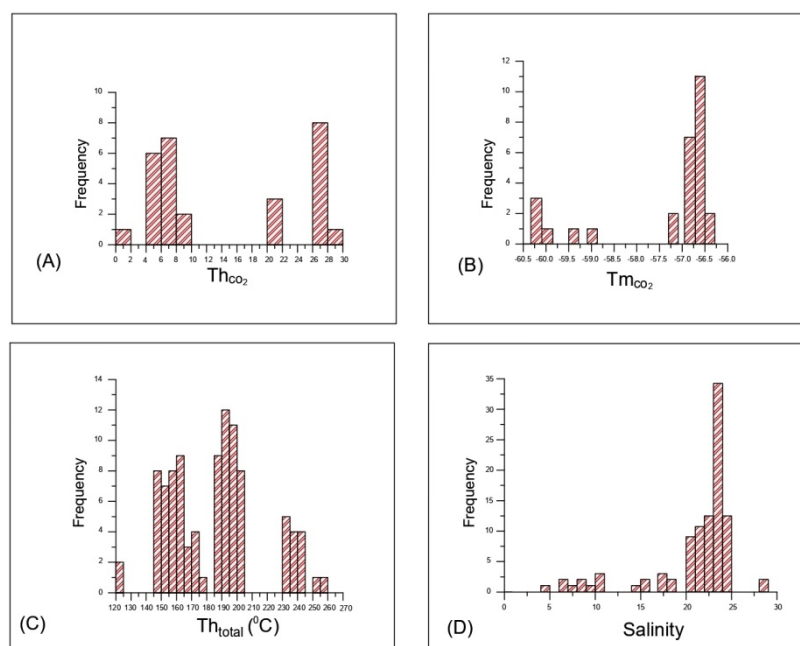 10
8
6
4
2
0
Frequency
0 2 4 6 8 10 12 14 16 18 20 22 24 26 28 30
(A)
Th_CO2
12
10
8
6
4
2
0
Frequency
-60.5 -60.0 -59.5 -59.0 -58.5 -58.0 -57.5 -57.0 -56.5 -56.0
(B)
Tm_CO2
14
12
10
8
6
4
2
0
Frequency
120 130 140 150 160 170 180 190 200 210 220 230 240 250 260 270
(C)
Th_total (⁰C)
35
30
25
20
15
10
5
0
Frequency
0 5 10 15 20 25 30
(D)
Salinity